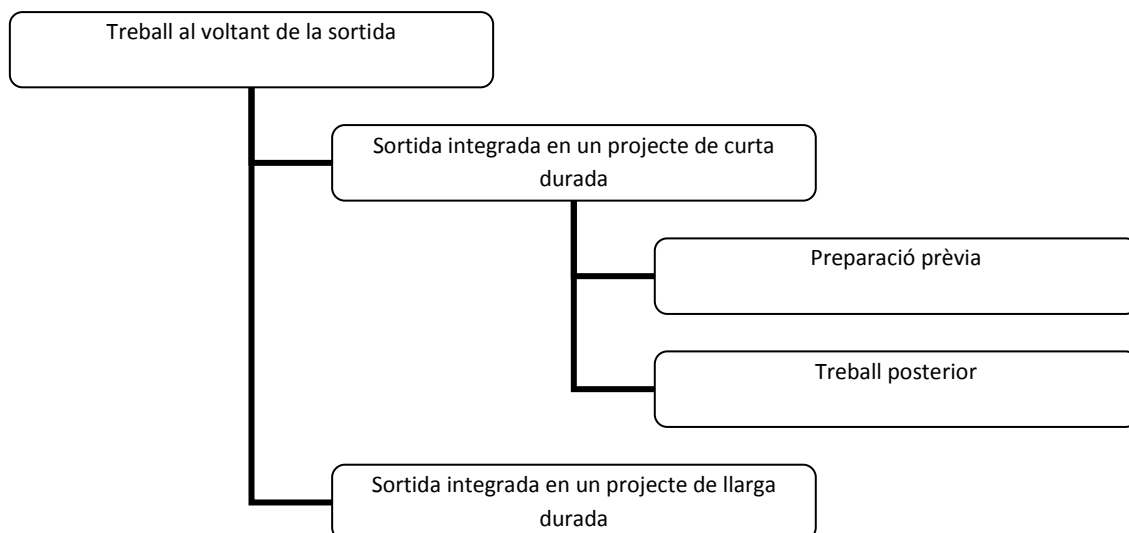 Treball al voltant de la sortida
Sortida integrada en un projecte de curta
durada
Preparació prèvia
Treball posterior
Sortida integrada en un projecte de llarga
durada